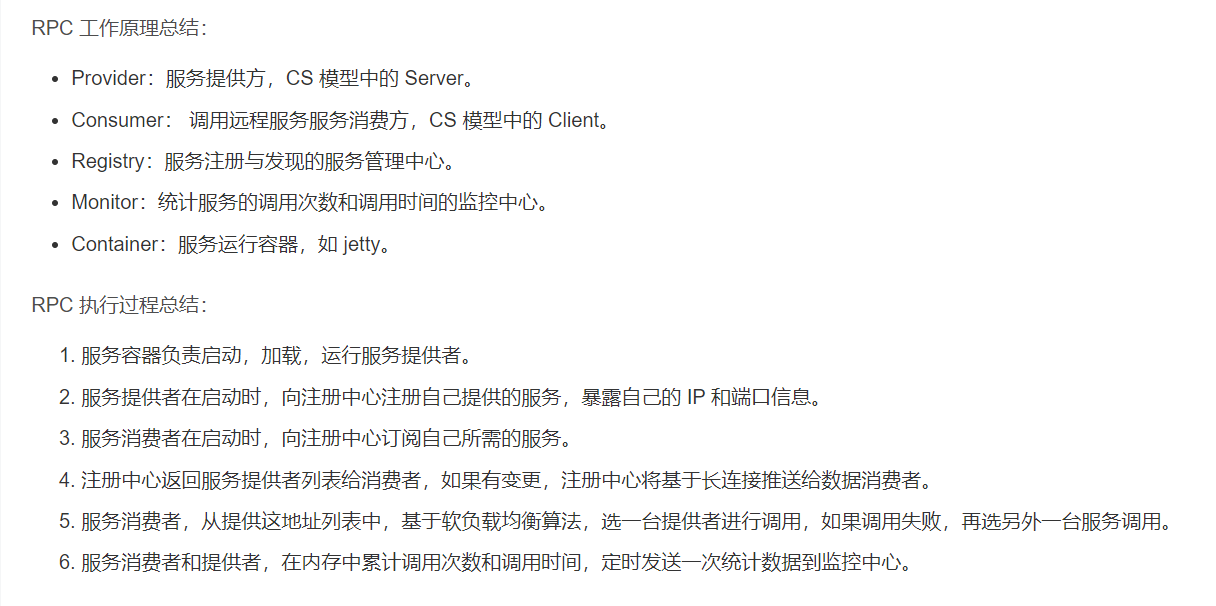 RPC 工作原理总结：
• Provider：服务提供方，CS 模型中的 Server。
• Consumer： 调用远程服务服务消费方，CS 模型中的 Client。
• Registry：服务注册与发现的服务管理中心。
• Monitor：统计服务的调用次数和调用时间的监控中心。
• Container：服务运行容器，如 jetty。
RPC 执行过程总结：
1. 服务容器负责启动，加载，运行服务提供者。
2. 服务提供者在启动时，向注册中心注册自己提供的服务，暴露自己的 IP 和端口信息。
3. 服务消费者在启动时，向注册中心订阅自己所需的服务。
4. 注册中心返回服务提供者列表给消费者，如果有变更，注册中心将基于长连接推送给数据消费者。
5. 服务消费者，从提供这地址列表中，基于软负载均衡算法，选一台提供者进行调用，如果调用失败，再选另外一台服务调用。
6. 服务消费者和提供者，在内存中累计调用次数和调用时间，定时发送一次统计数据到监控中心。